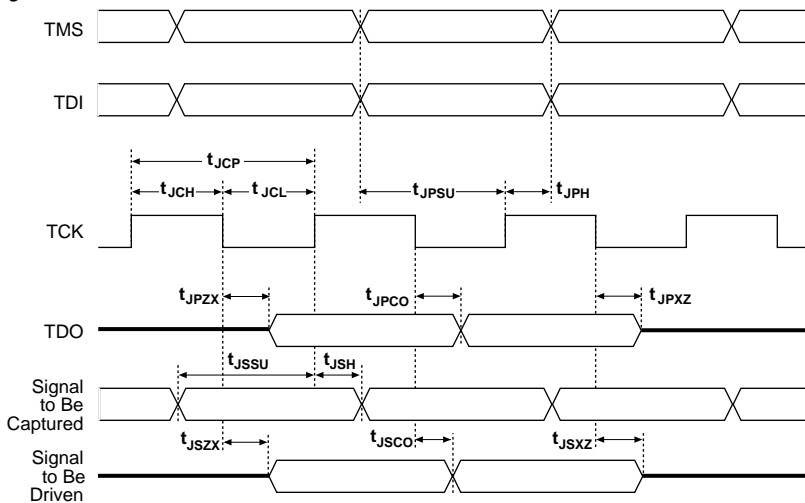 TMS
TDI
tJCP
tJCH
tJCL
tJPSU
tJPH
TCK
tJPZX
tJPCO
tJPXZ
TDO
tJSSU
tJSH
Signal
to Be
Captured
tJSZX
tJSCO
tJSXZ
Signal
to Be
Driven